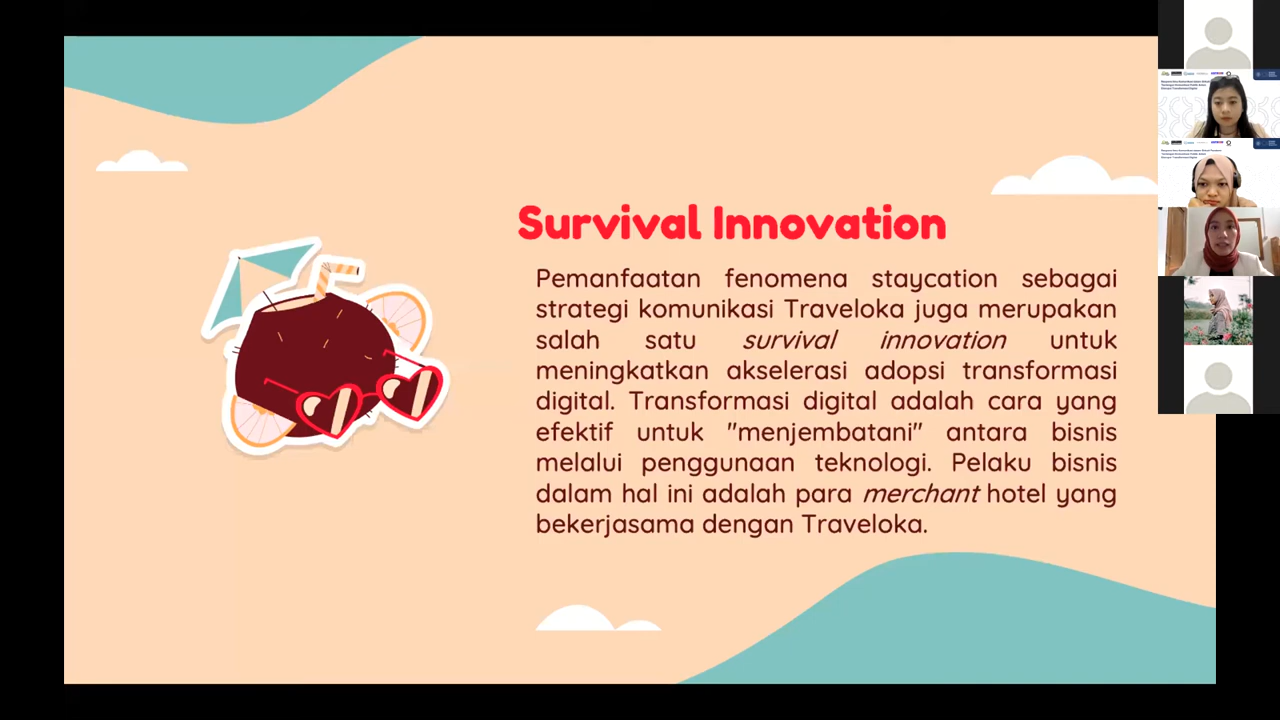 Survival Innovation
Pemanfaatan fenomena staycation sebagai
strategi komunikasi Traveloka juga merupakan
salah satu survival innovation untuk
meningkatkan akselerasi adopsi transformasi
digital. Transformasi digital adalah cara yang
efektif untuk "menjembatani" antara bisnis
melalui penggunaan teknologi. Pelaku bisnis
dalam hal ini adalah para merchant hotel yang
bekerjasama dengan Traveloka.